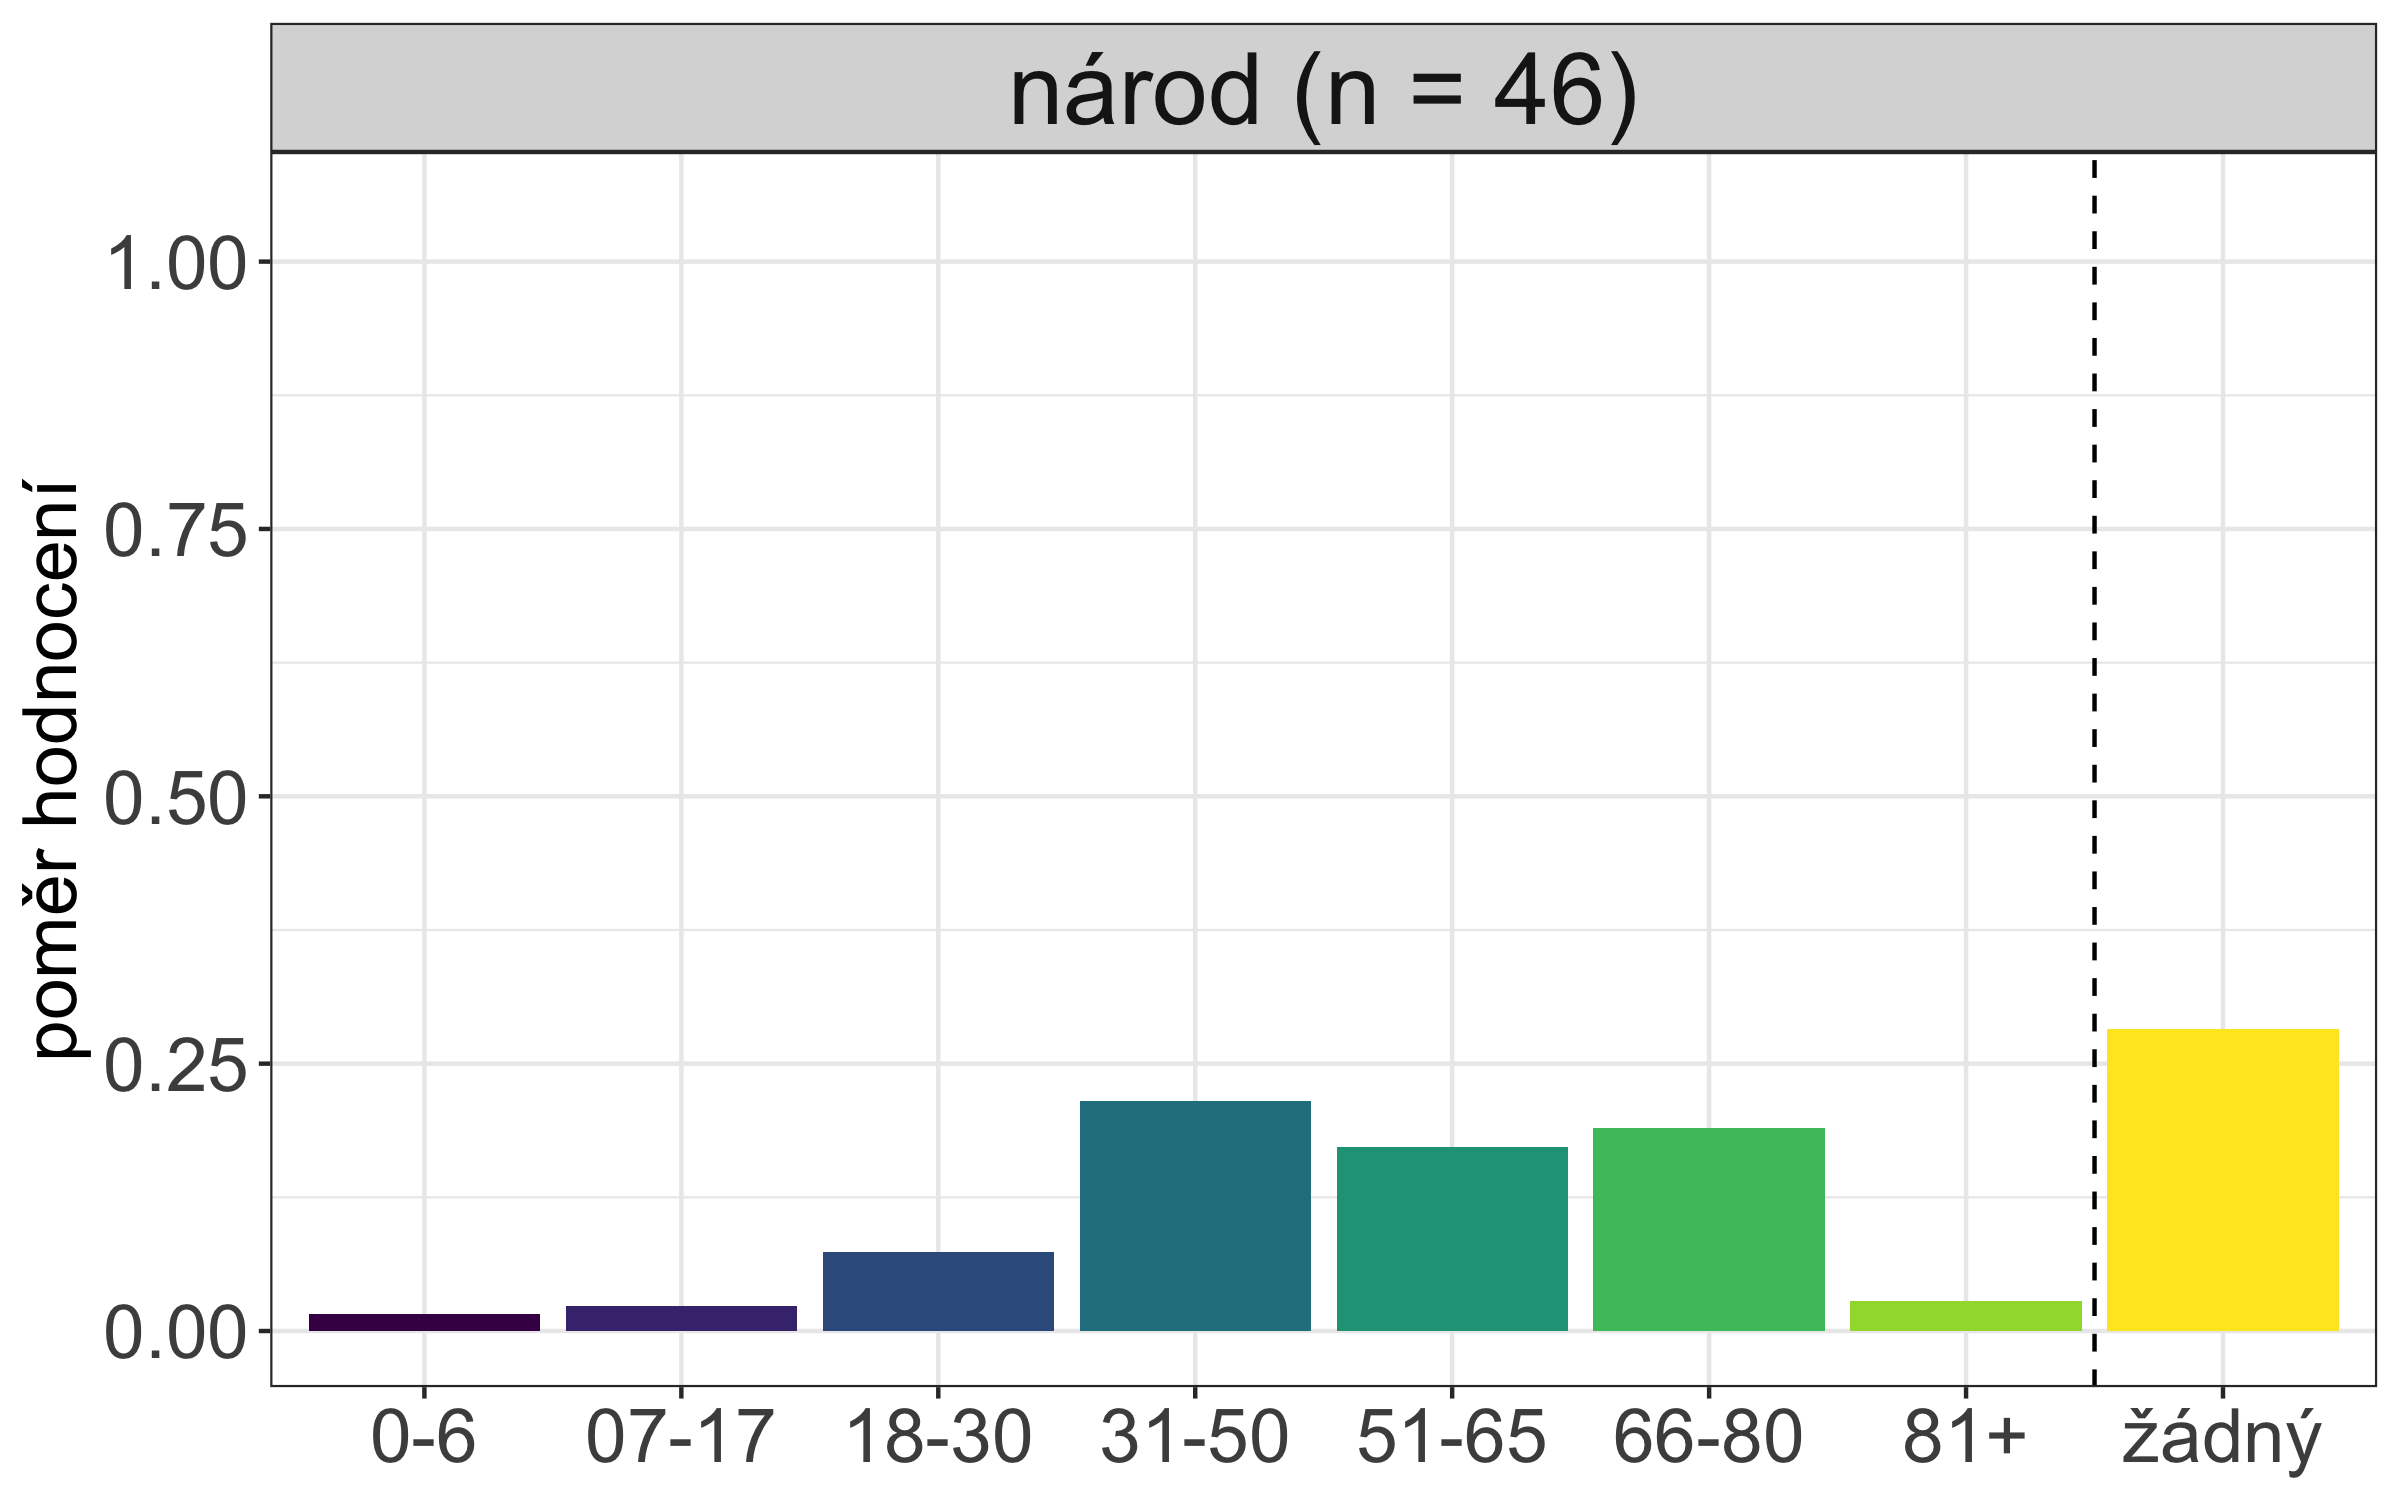 národ (n = 46)
poměr hodnocení
1.00
0.75
0.50
0.25
0.00
0-6 07-17 18-30 31-50 51-65 66-80 81+ žádný